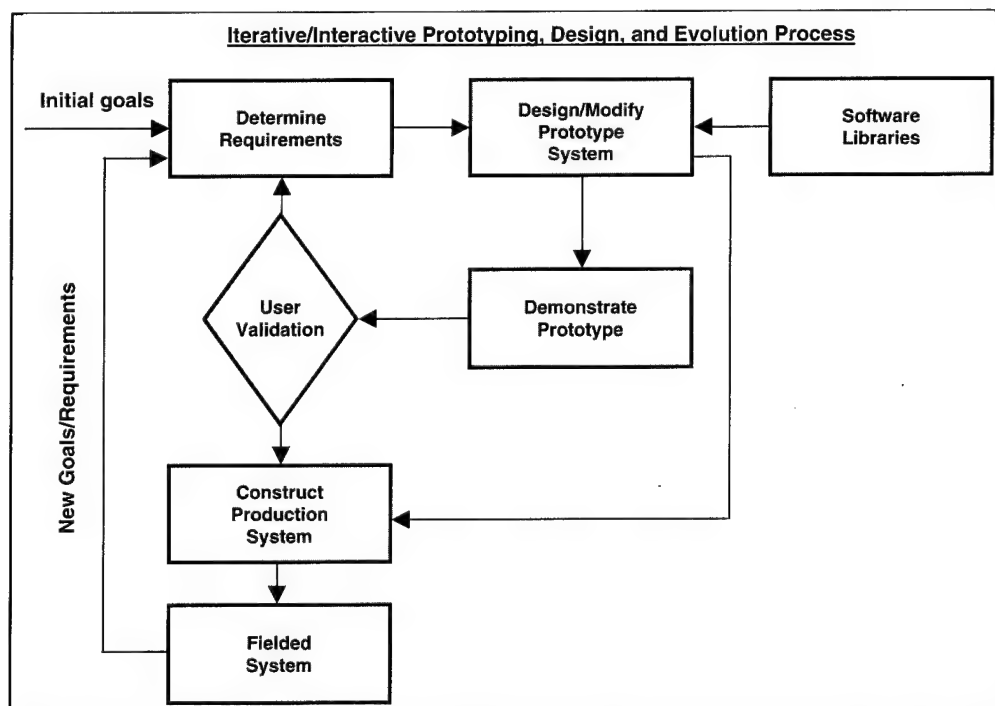 Iterative/Interactive Prototyping, Design, and Evolution Process
Initial goals
Determine
Requirements
Design/Modify
Prototype
System
Software
Libraries
User
Validation
Demonstrate
Prototype
New Goals/Requirements
Construct
Production
System
Fielded
System